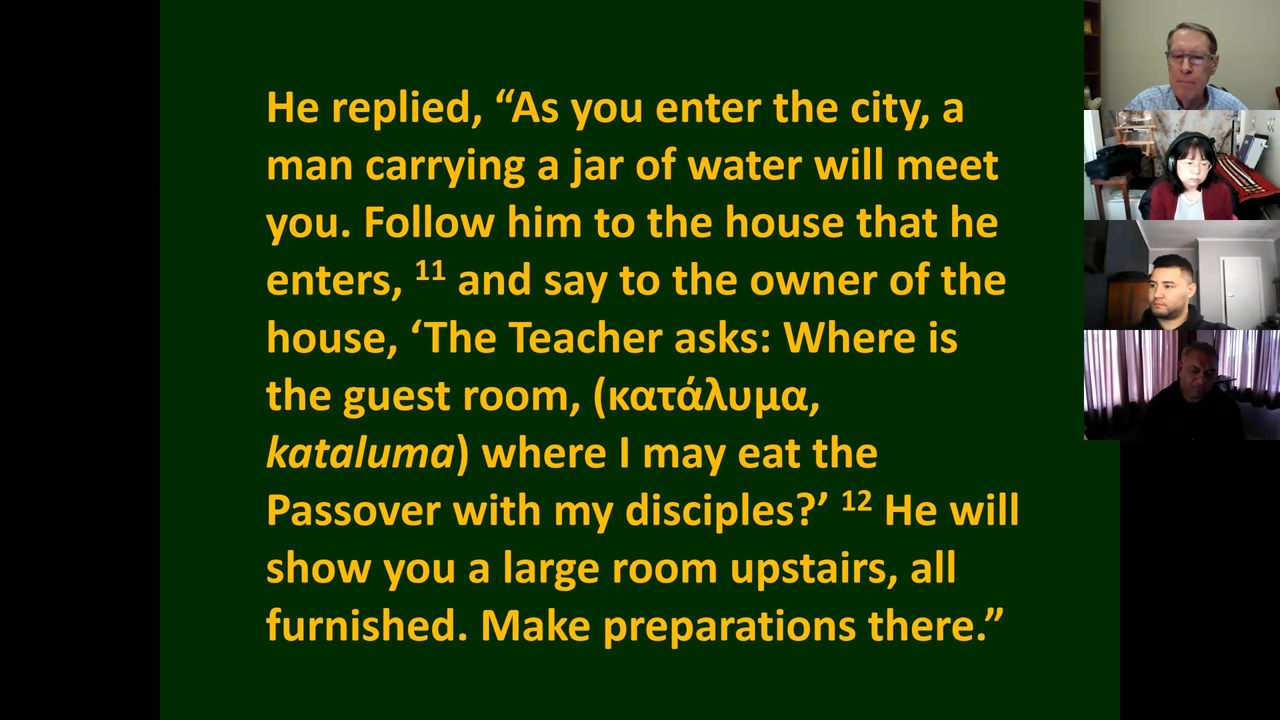 He replied, “As you enter the city, a
man carrying a jar of water will meet
you. Follow him to the house that he
enters, ¹¹ and say to the owner of the
house, ‘The Teacher asks: Where is
the guest room, (κατάλυμα,
kataluma) where I may eat the
Passover with my disciples?’ ¹² He will
show you a large room upstairs, all
furnished. Make preparations there.”